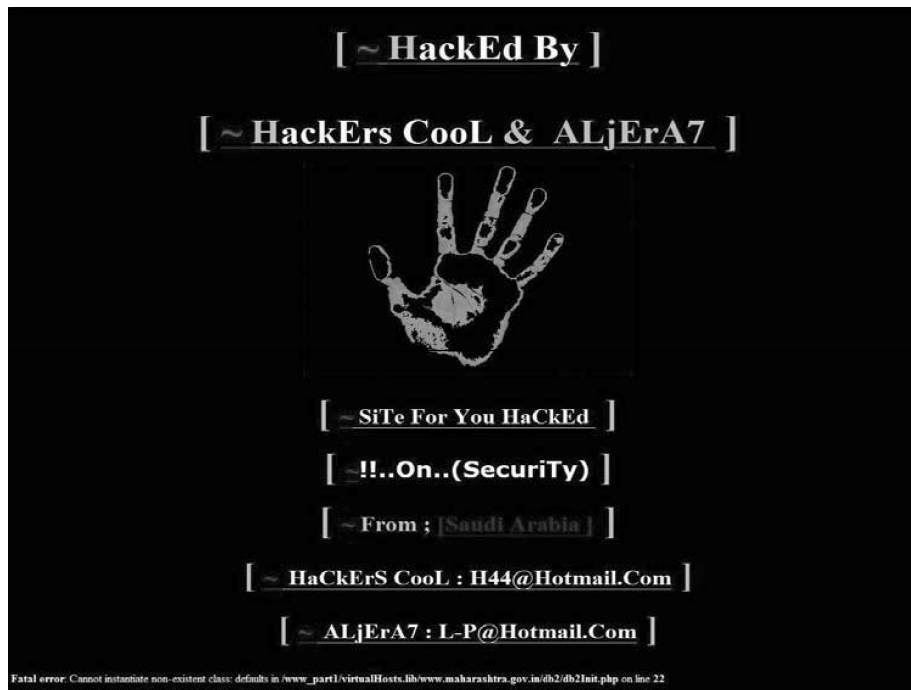 [ ~ HackEd By ]
[ ~ HackErs CooL & ALjErA7 ]
[ ~ SiTe For You HaCkEd ]
[ ~!!..On..(SecuriTy) ]
[ ~ From ; [Saudi Arabia ] ]
[ ~ HaCkErS CooL : H44@Hotmail.Com ]
[ ~ ALjErA7 : L-P@Hotmail.Com ]
Fatal error: Cannot instantiate non-existent class: defaults in /www_part1/virtualHosts.lib/www.maharashtra.gov.in/db2/db2Init.php on line 22